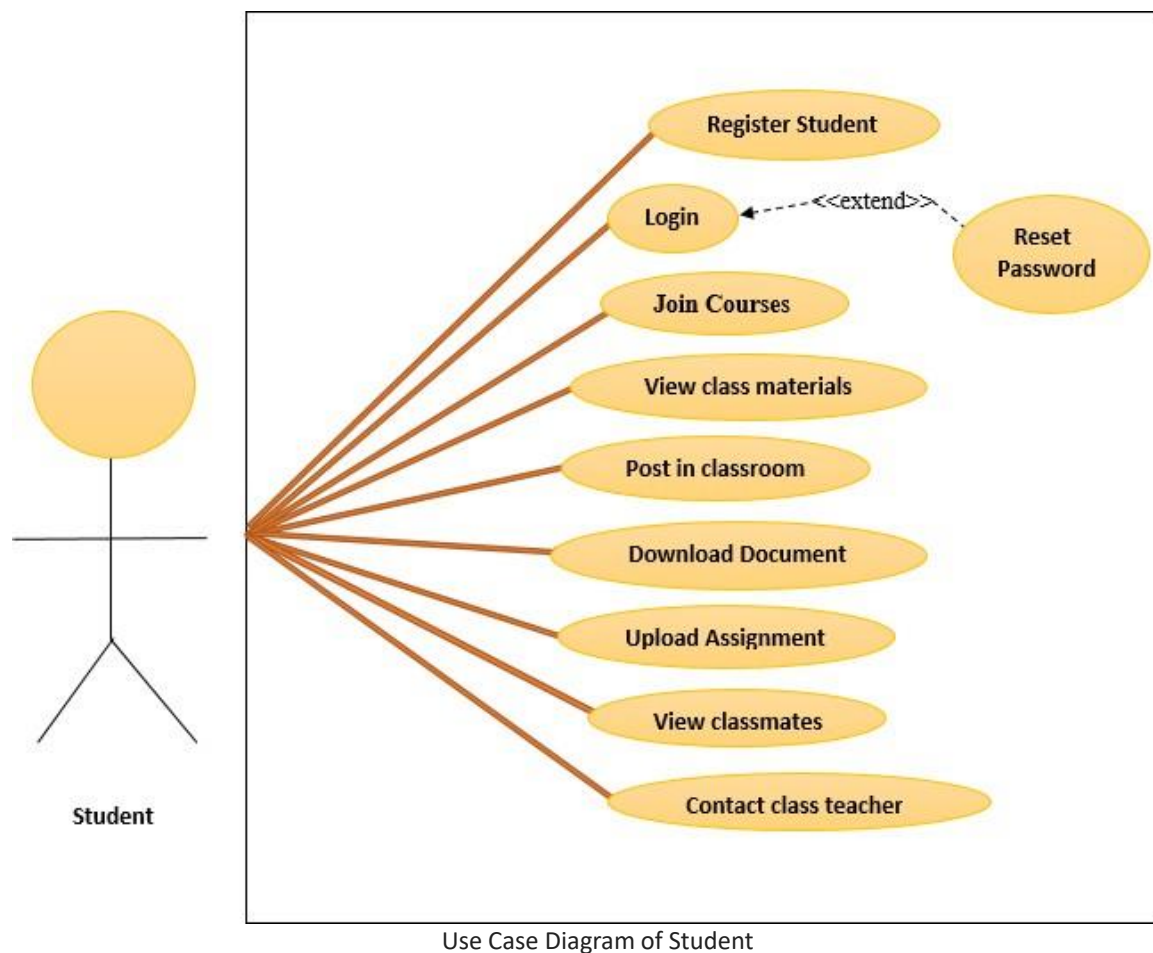 Register Student
Login
<<extend>>
Reset
Password
Join Courses
View class materials
Post in classroom
Download Document
Upload Assignment
View classmates
Contact class teacher
Student
Use Case Diagram of Student